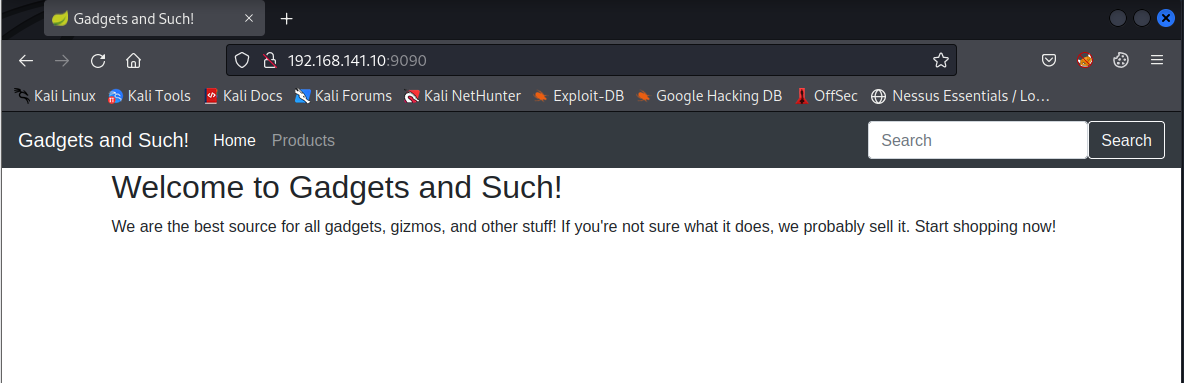 Gadgets and Such!
192.168.141.10:9090
Kali Linux Kali Tools Kali Docs Kali Forums Kali NetHunter Exploit-DB Google Hacking DB OffSec Nessus Essentials / Lo…
Gadgets and Such! Home Products Search Search
Welcome to Gadgets and Such!
We are the best source for all gadgets, gizmos, and other stuff! If you're not sure what it does, we probably sell it. Start shopping now!